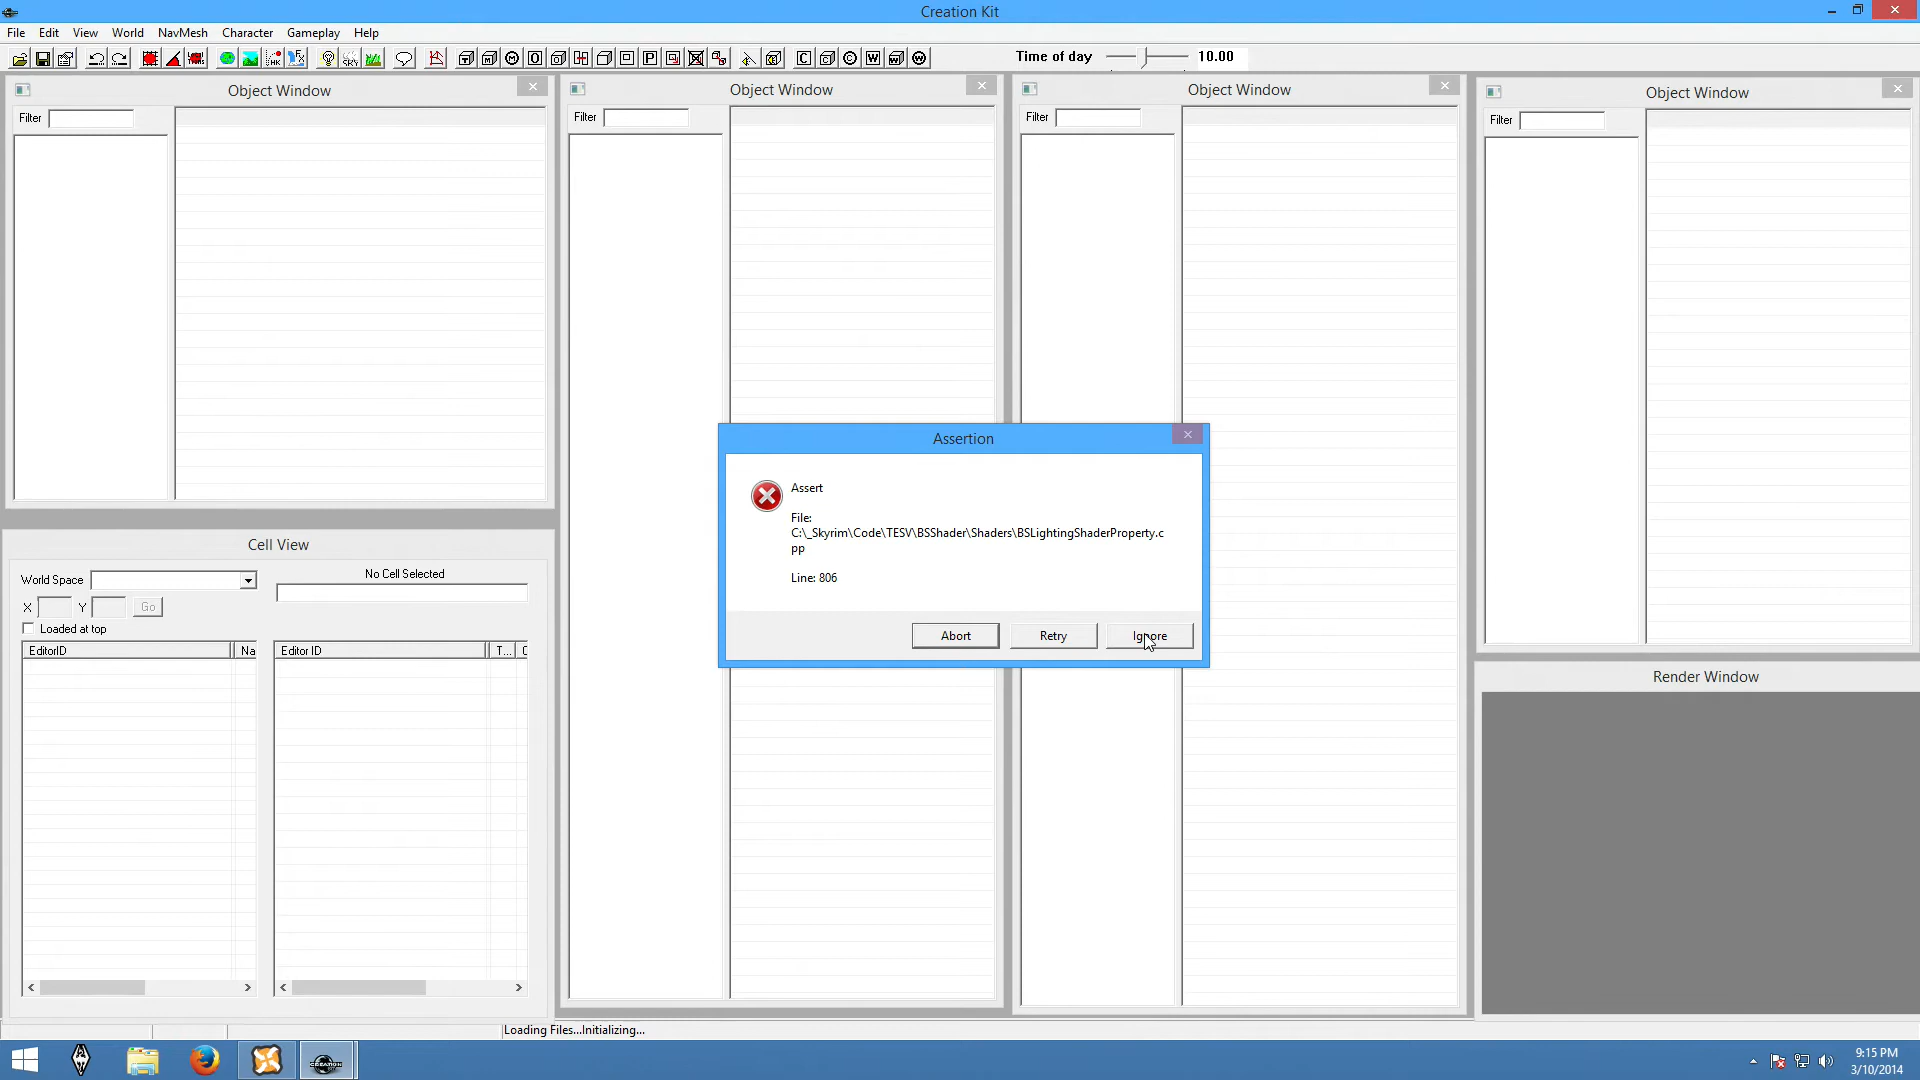 Creation Kit
File Edit View World NavMesh Character Gameplay Help
Time of day 10.00
Object Window
Filter
Object Window
Filter
Object Window
Filter
Object Window
Filter
Assertion
Assert
File:
C:\_Skyrim\Code\TESV\BSShader\Shaders\BSLightingShaderProperty.c
pp
Line: 806
Abort Retry Ignore
Cell View
World Space
No Cell Selected
X Y Go
Loaded at top
EditorID Na
Editor ID T... C
Render Window
Loading Files...Initializing...
9:15 PM
3/10/2014